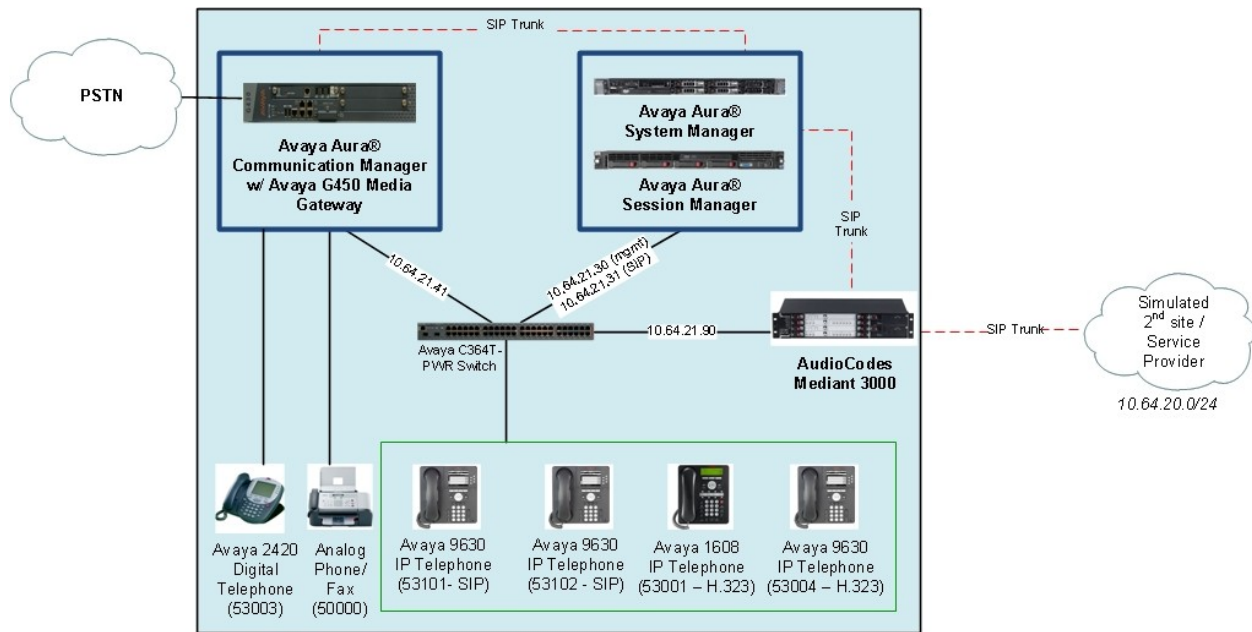 SIP Trunk
PSTN
Avaya Aura®
Communication Manager
w/ Avaya G450 Media
Gateway
Avaya Aura®
System Manager
Avaya Aura®
Session Manager
SIP
Trunk
10.64.21.41
10.64.21.30 (mgmt)
10.64.21.31 (SIP)
Avaya C364T-
PWR Switch
10.64.21.90
AudioCodes
Mediant 3000
SIP Trunk
Simulated
2nd site /
Service
Provider
10.64.20.0/24
Avaya 2420
Digital
Telephone
(53003)
Analog
Phone/
Fax
(50000)
Avaya 9630
IP Telephone
(53101- SIP)
Avaya 9630
IP Telephone
(53102 - SIP)
Avaya 1608
IP Telephone
(53001 – H.323)
Avaya 9630
IP Telephone
(53004 – H.323)